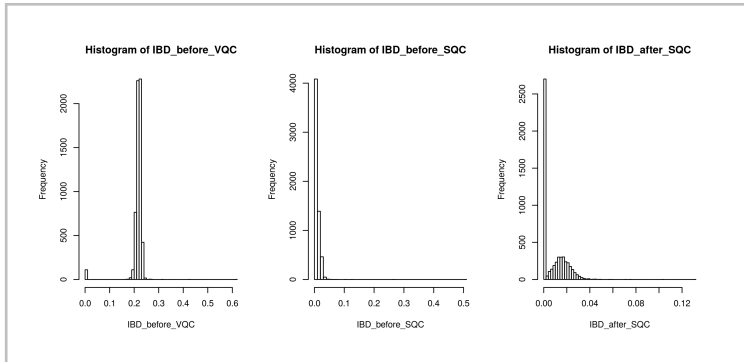 Histogram of IBD_before_VQC
Frequency
2000
1500
1000
500
0
0.0 0.1 0.2 0.3 0.4 0.5 0.6
IBD_before_VQC
Histogram of IBD_before_SQC
Frequency
4000
3000
2000
1000
0
0.0 0.1 0.2 0.3 0.4 0.5
IBD_before_SQC
Histogram of IBD_after_SQC
Frequency
2500
2000
1500
1000
500
0
0.00 0.04 0.08 0.12
IBD_after_SQC